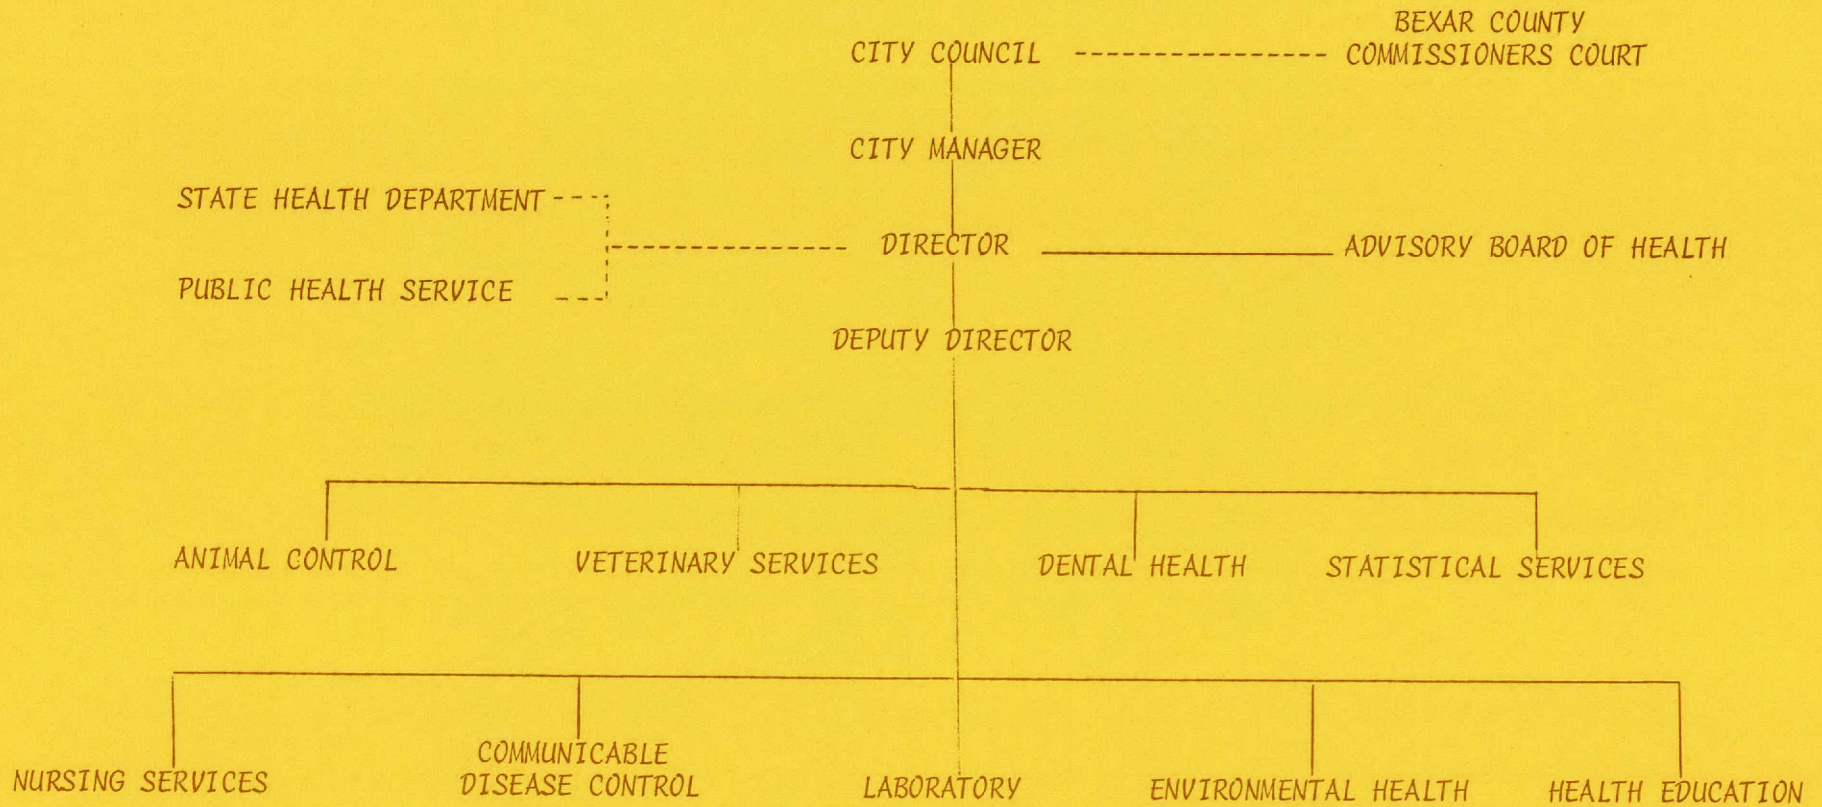 BEXAR COUNTY
CITY COUNCIL COMMISSIONERS COURT
CITY MANAGER
STATE HEALTH DEPARTMENT
DIRECTOR ADVISORY BOARD OF HEALTH
PUBLIC HEALTH SERVICE
DEPUTY DIRECTOR
ANIMAL CONTROL VETERINARY SERVICES DENTAL HEALTH STATISTICAL SERVICES
COMMUNICABLE
NURSING SERVICES DISEASE CONTROL LABORATORY ENVIRONMENTAL HEALTH HEALTH EDUCATION